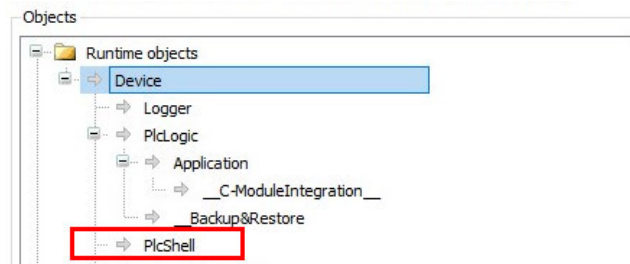 Objects
Runtime objects
Device
Logger
PlcLogic
Application
__C-ModuleIntegration__
__Backup&Restore
PlcShell